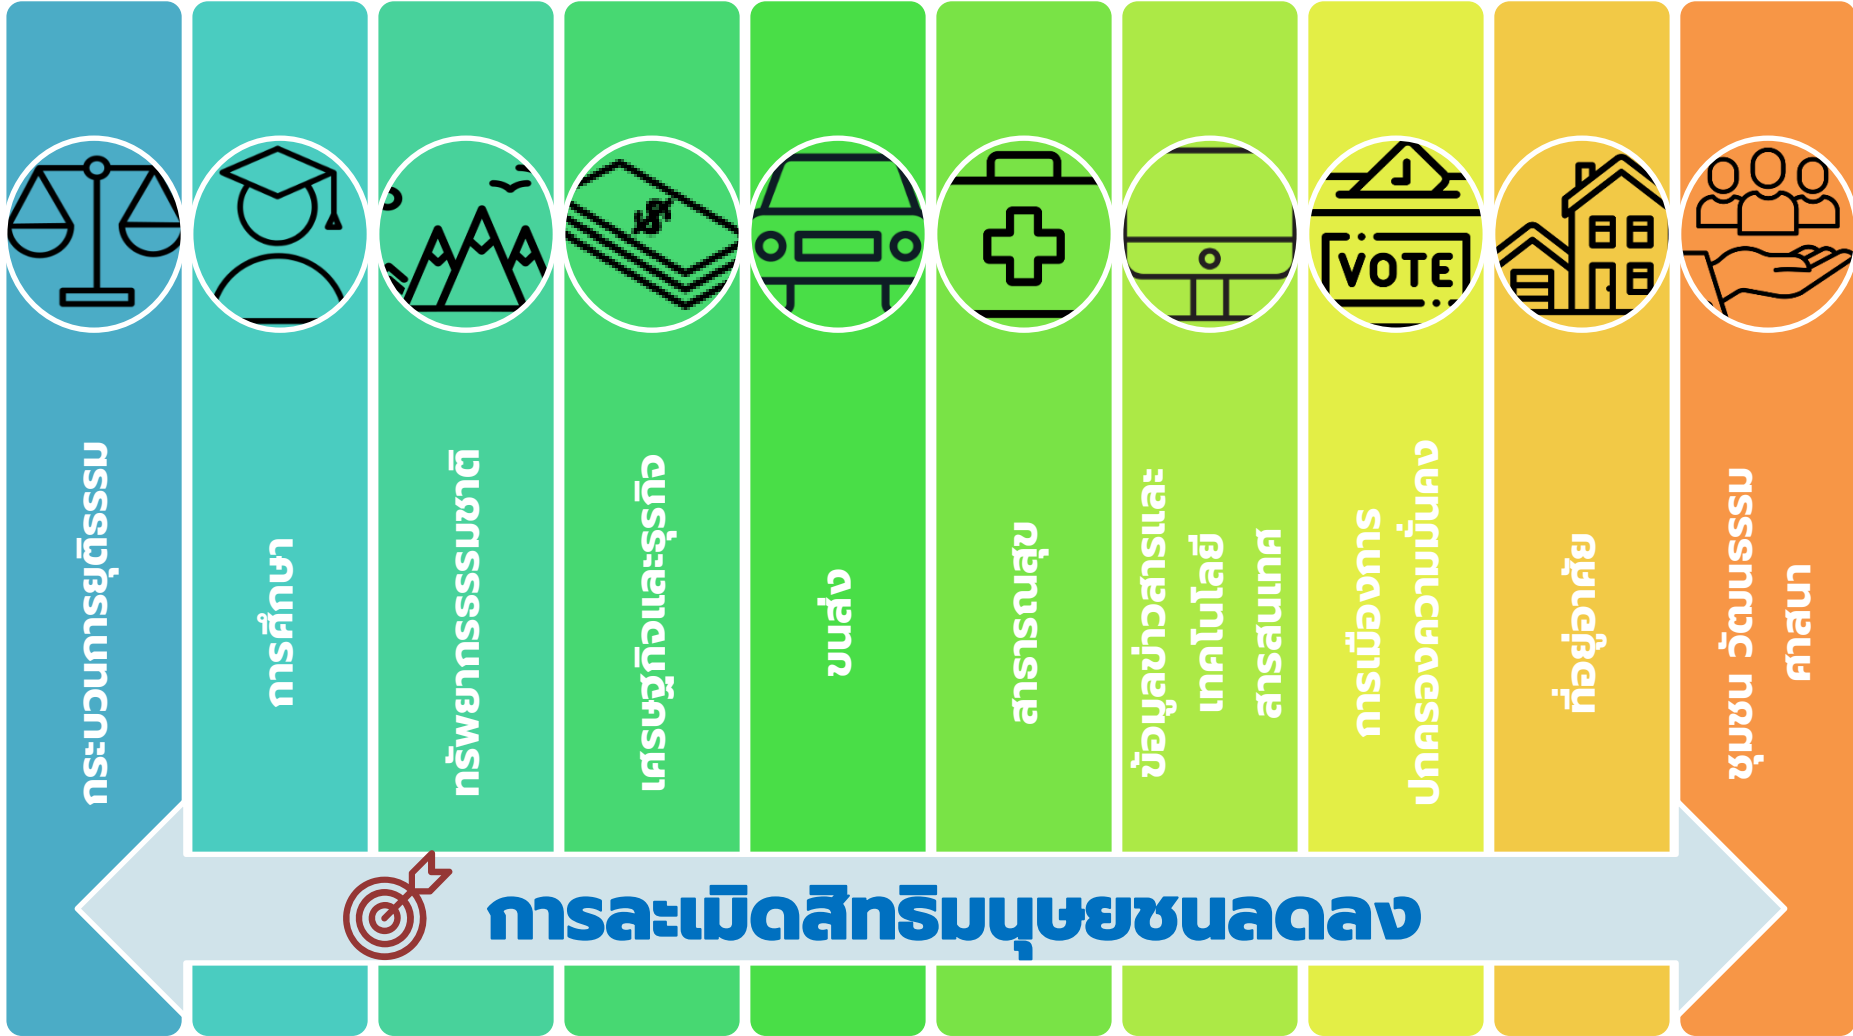 กระบวนการยุติธรรม
การศึกษา
ทรัพยากรธรรมชาติ
เศรษฐกิจและธุรกิจ
ขนส่ง
สาธารณสุข
ข้อมูลข่าวสารและ
เทคโนโลยี
สารสนเทศ
VOTE
การเมืองการ
ปกครองความมั่นคง
ที่อยู่อาศัย
ชุมชน วัฒนธรรม
ศาสนา
การละเมิดสิทธิมนุษยชนลดลง